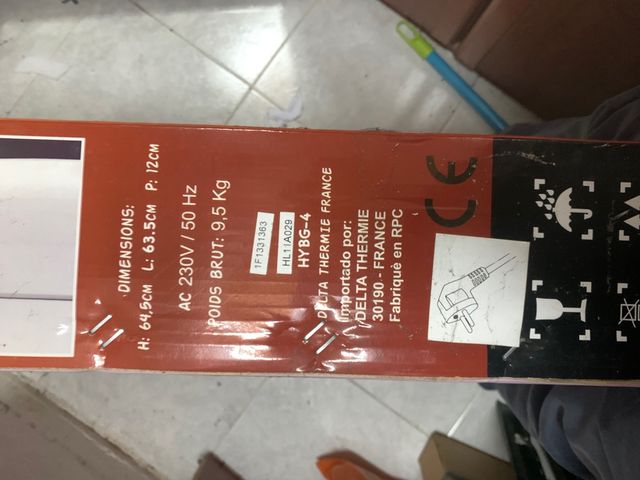 DIMENSIONS:
H: 64,5CM L: 63.5CM P: 12CM
AC 230V / 50 Hz
POIDS BRUT: 9,5 Kg
1F1331363
HL11A029
HYBG-4
DELTA THERMIE FRANCE
Importado por:
DELTA THERMIE
30190 - FRANCE
Fabriqué en RPC
CE